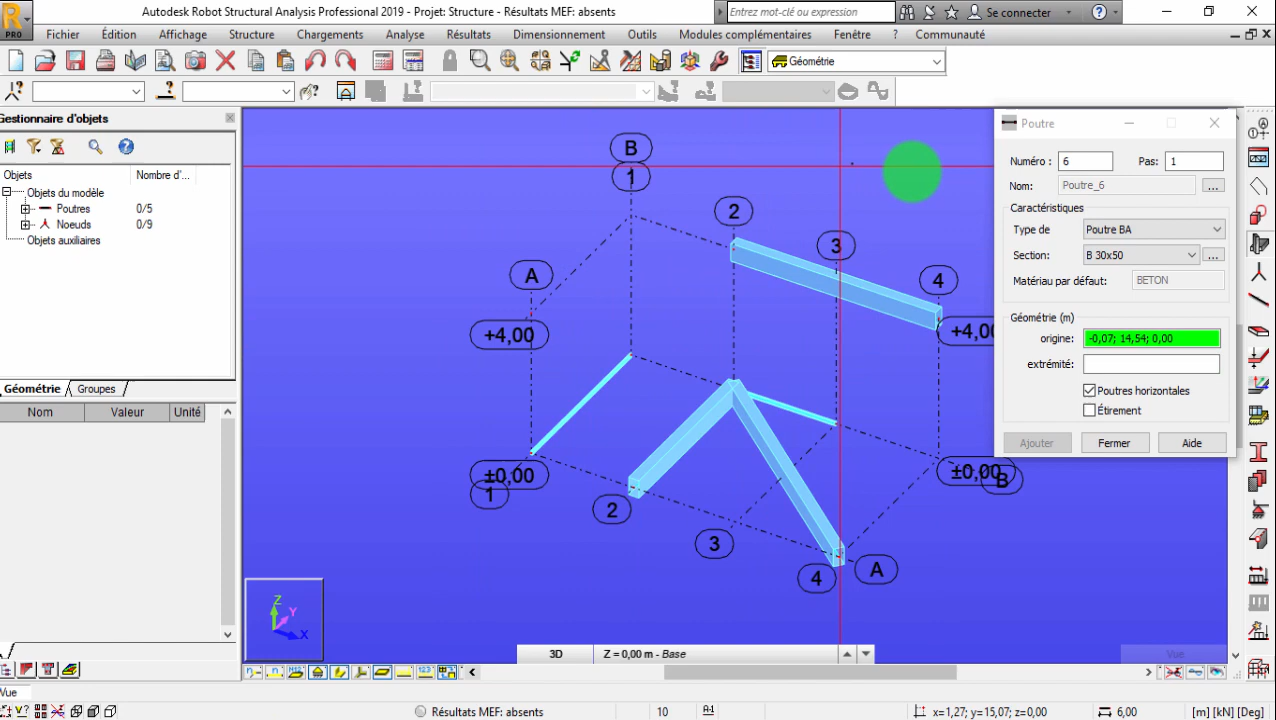 Autodesk Robot Structural Analysis Professional 2019 - Projet: Structure - Résultats MEF: absents
Entrez mot-clé ou expression
Se connecter
PRO
Fichier Édition Affichage Structure Chargements Analyse Résultats Dimensionnement Outils Modules complémentaires Fenêtre ? Communauté
Géométrie
Gestionnaire d'objets
Objets Nombre d'...
Objets du modèle
Poutres 0/5
Noeuds 0/9
Objets auxiliaires
Géométrie Groupes
Nom Valeur Unité
Vue
B
1
2
3
A
4
+4,00
+4,00
±0,00
1
2
3
4
A
±0,00
B
Z
Y
X
3D Z = 0,00 m - Base
Vue
Poutre
Numéro : 6 Pas: 1
Nom: Poutre_6 ...
Caractéristiques
Type de Poutre BA
Section: B 30x50 ...
Matériau par défaut: BETON
Géométrie (m)
origine: -0,07; 14,54; 0,00
extrémité:
Poutres horizontales
Étirement
Ajouter Fermer Aide
Résultats MEF: absents 10 x=1,27; y=15,07; z=0,00 6,00 [m] [kN] [Deg]